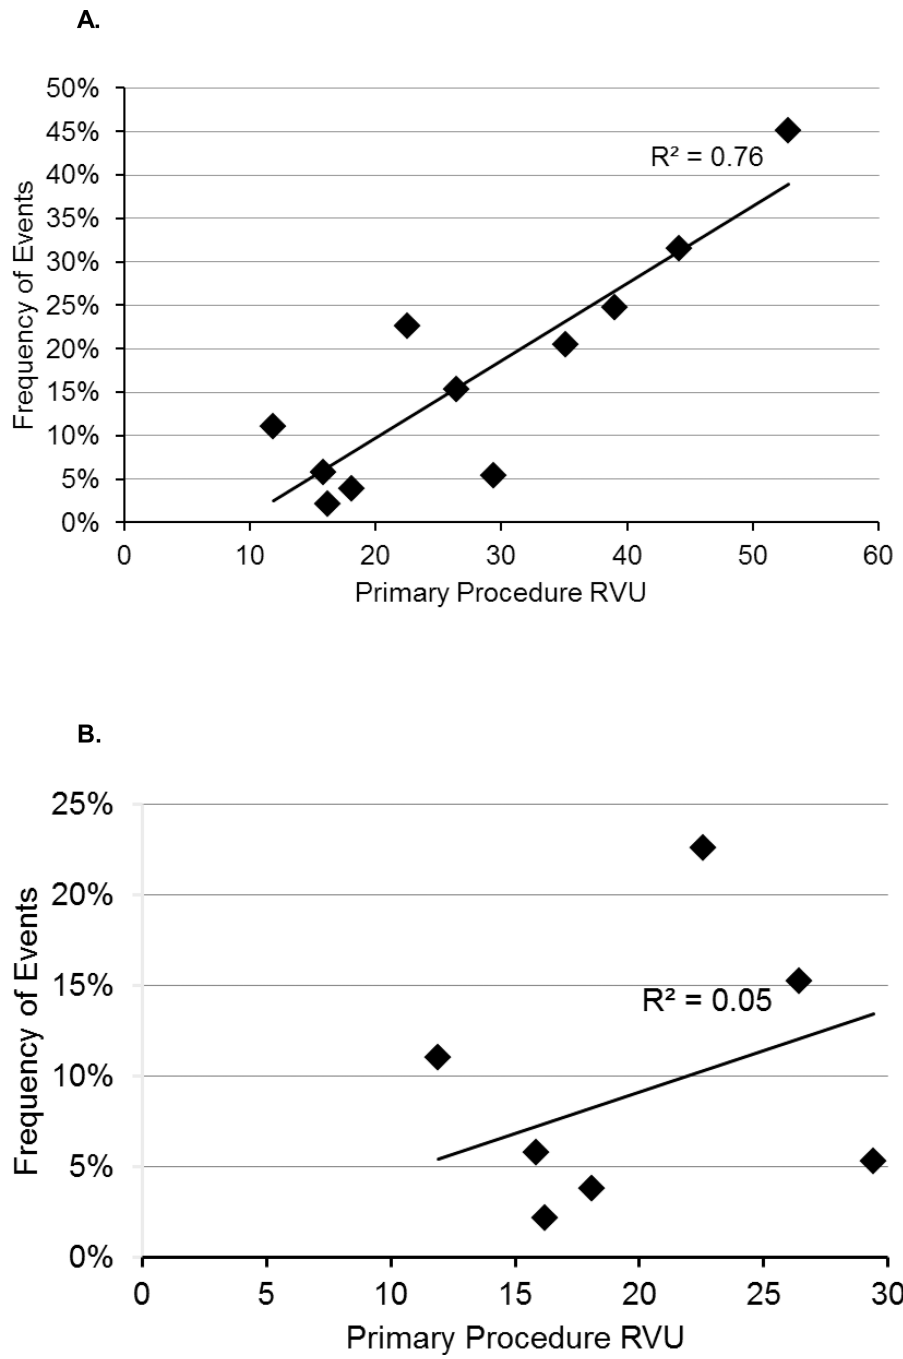 A.
50%
45%
40%
35%
30%
25%
20%
15%
10%
5%
0%
Frequency of Events
R² = 0.76
0 10 20 30 40 50 60
Primary Procedure RVU
B.
25%
20%
15%
10%
5%
0%
Frequency of Events
R² = 0.05
0 5 10 15 20 25 30
Primary Procedure RVU